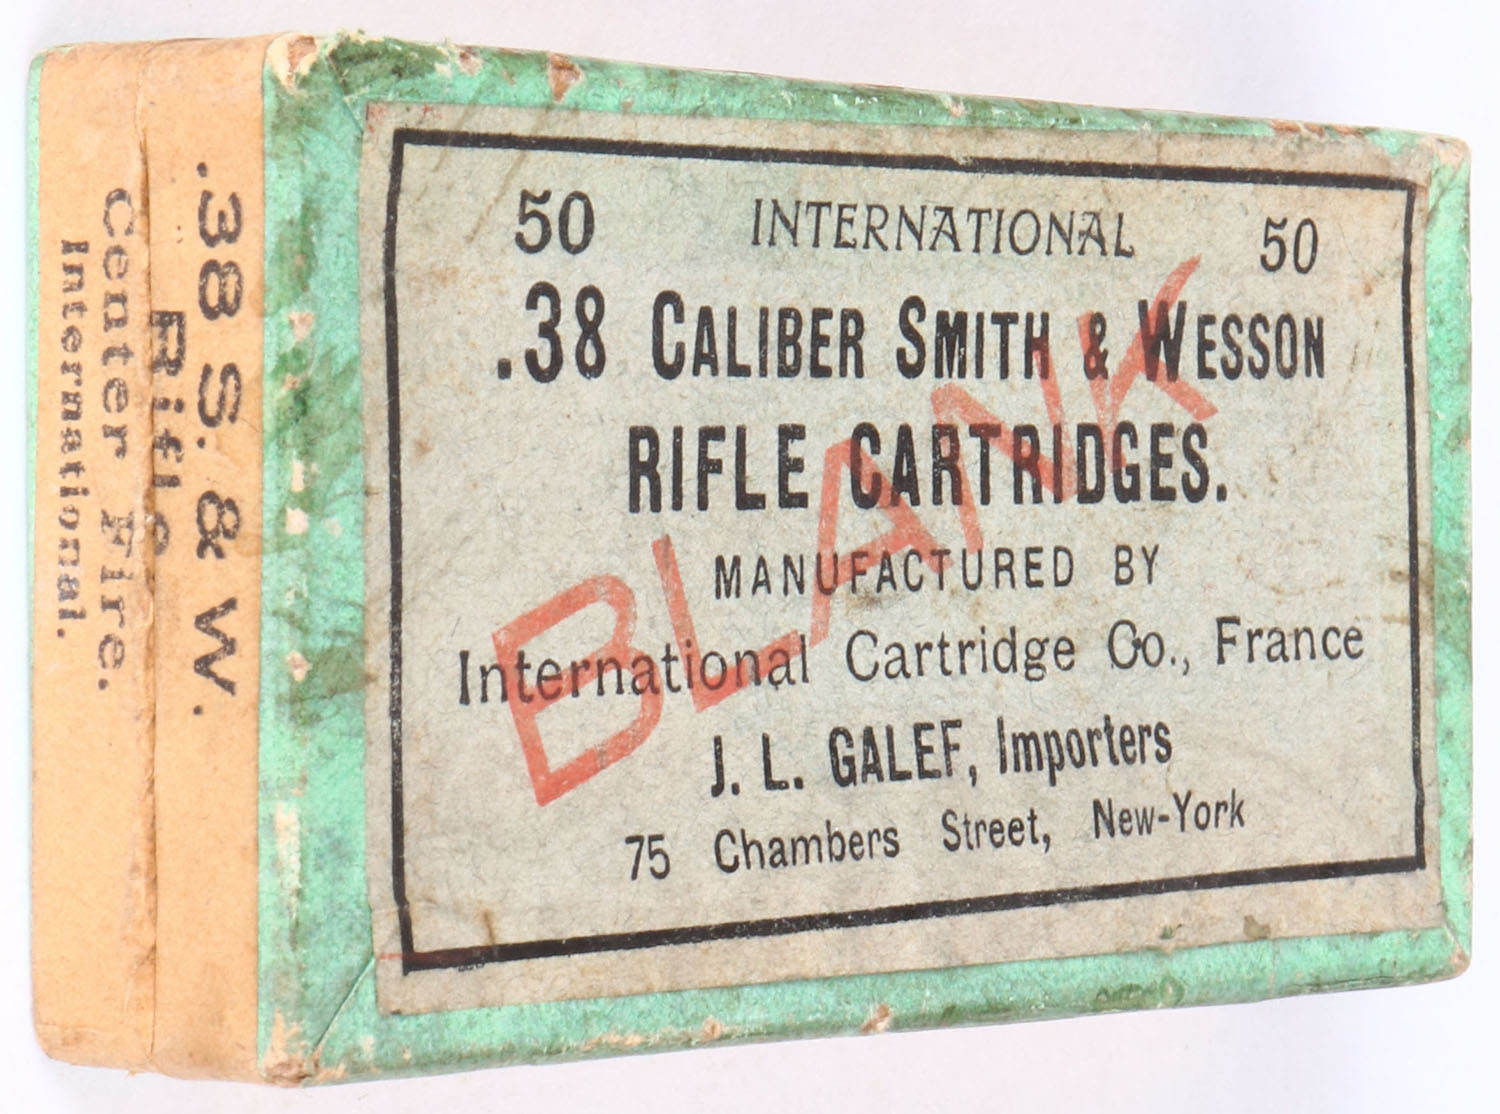 50 INTERNATIONAL 50
.38 CALIBER SMITH & WESSON
RIFLE CARTRIDGES.
BLANK
MANUFACTURED BY
International Cartridge Co., France
J. L. GALEF, Importers
75 Chambers Street, New-York
.38 S. & W.
Rifle
Center Fire.
International.